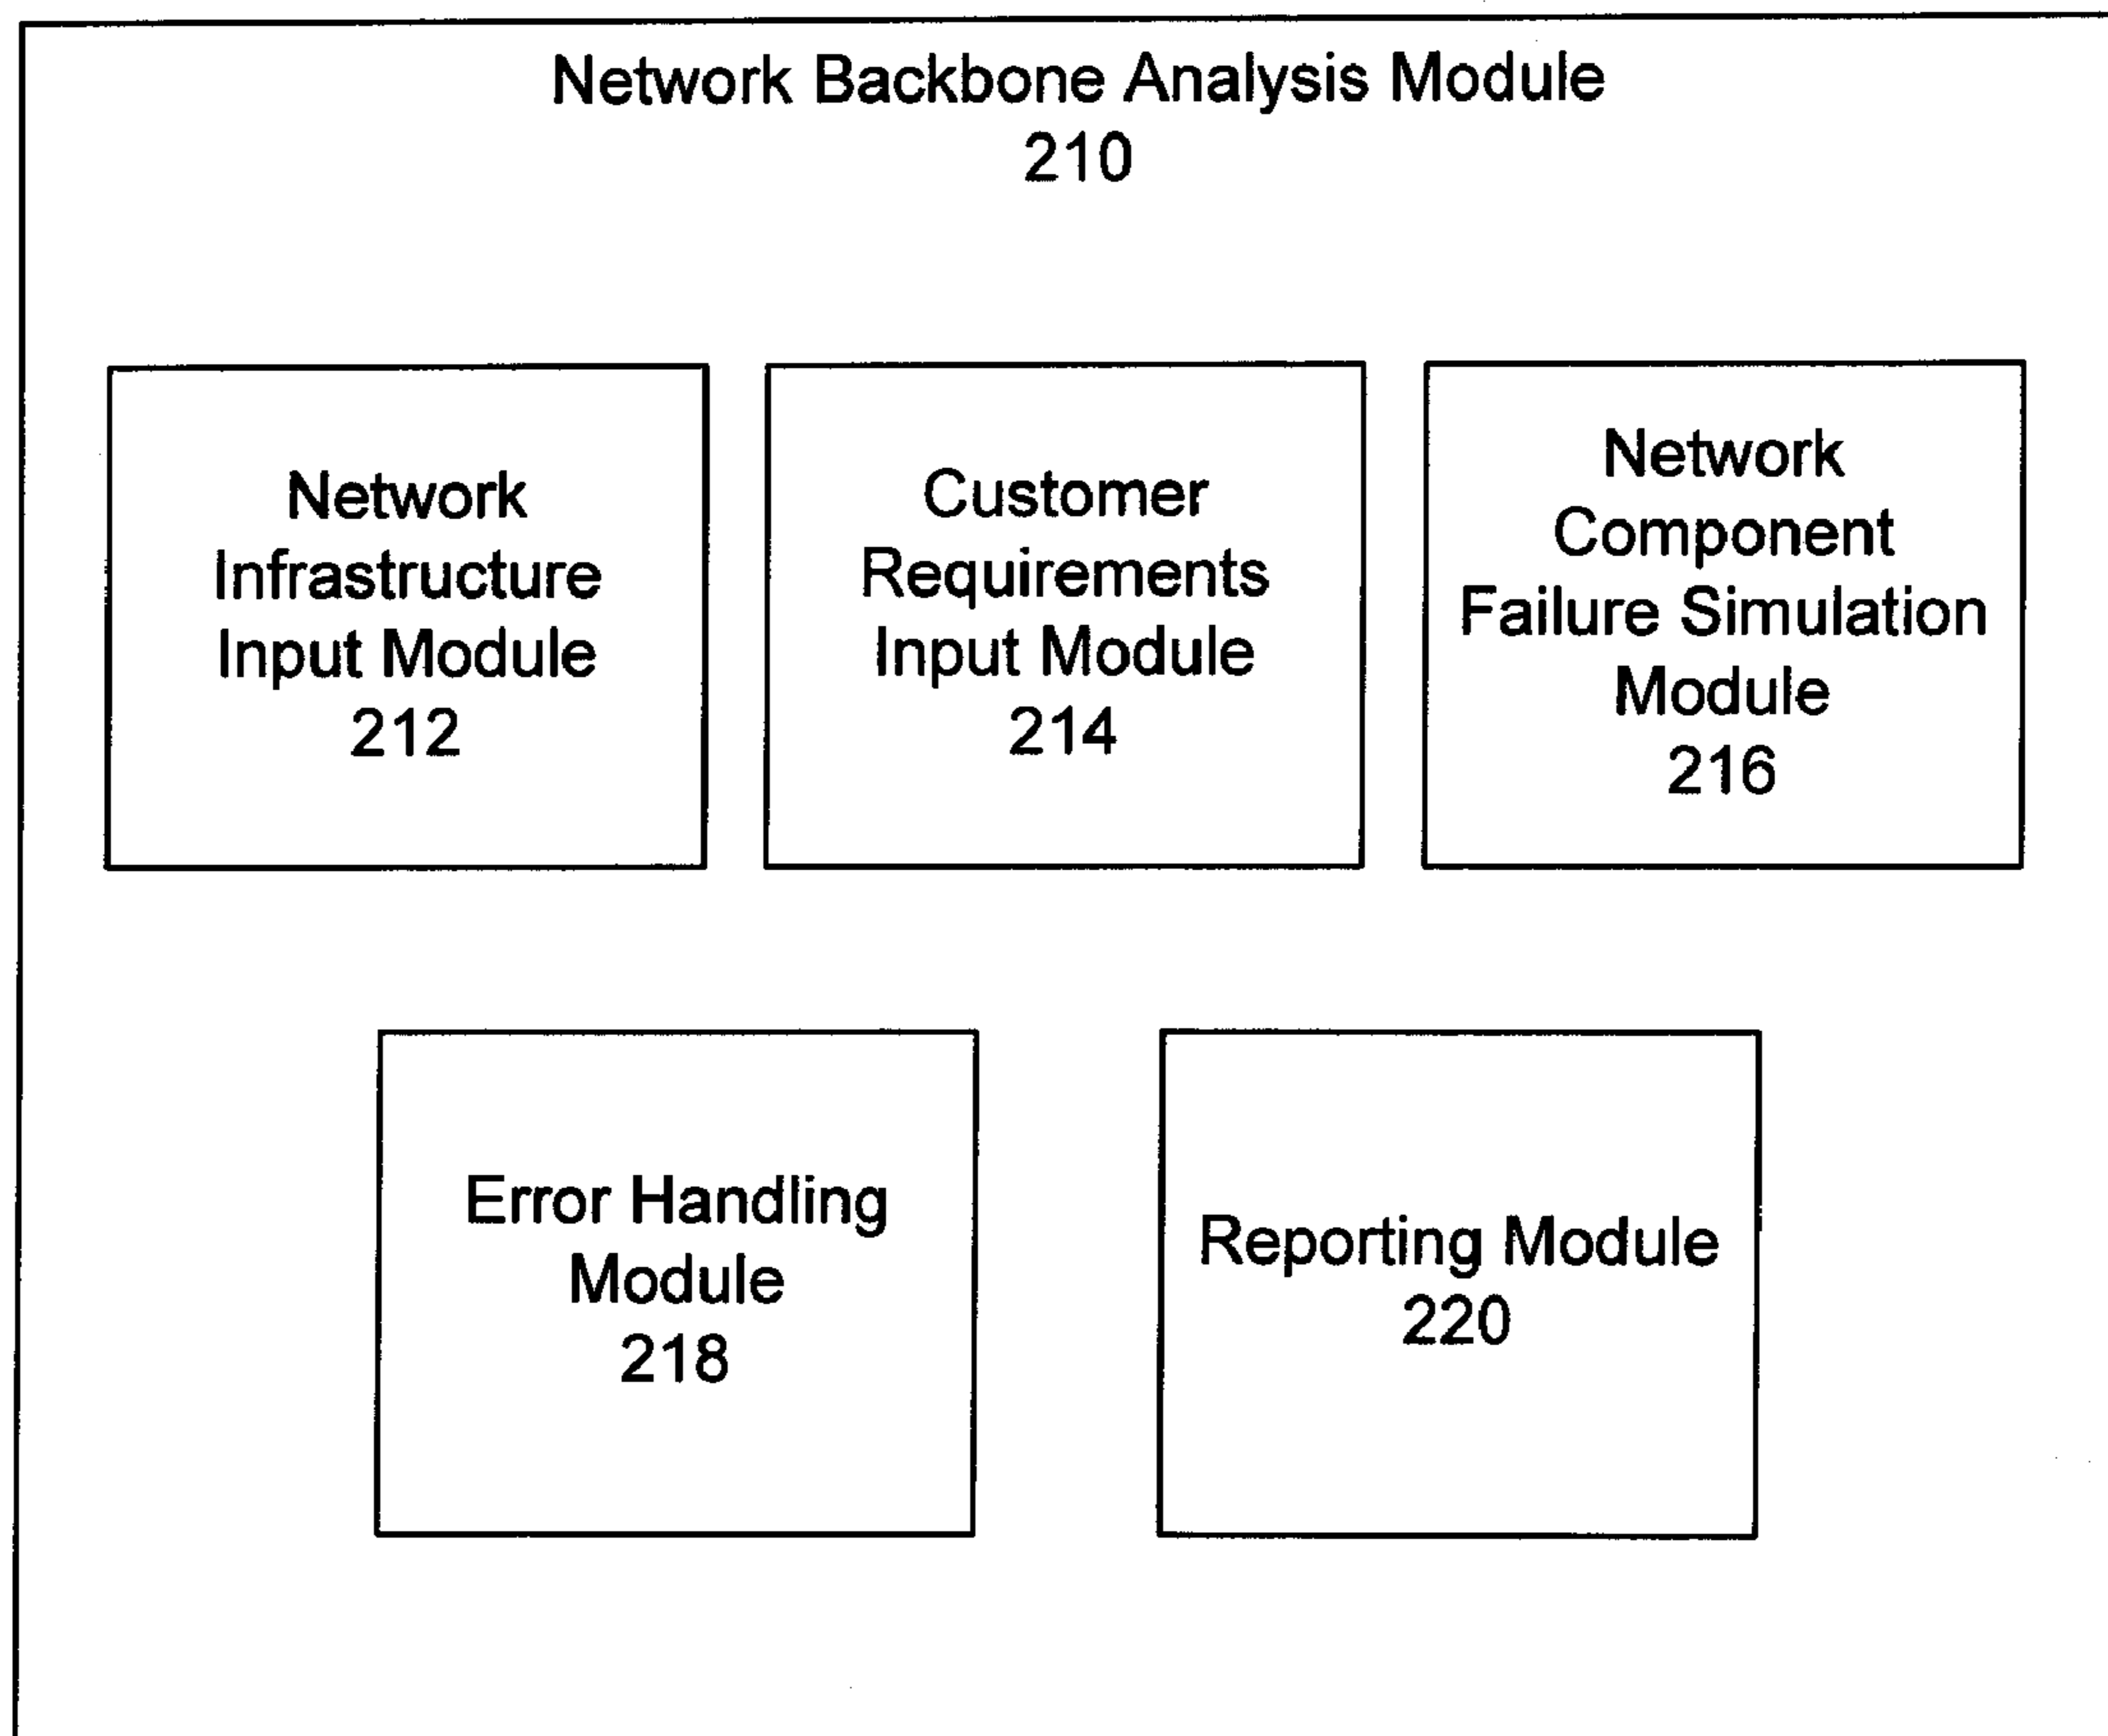 Network Backbone Analysis Module
210
Network
Infrastructure
Input Module
212
Customer
Requirements
Input Module
214
Network
Component
Failure Simulation
Module
216
Error Handling
Module
218
Reporting Module
220